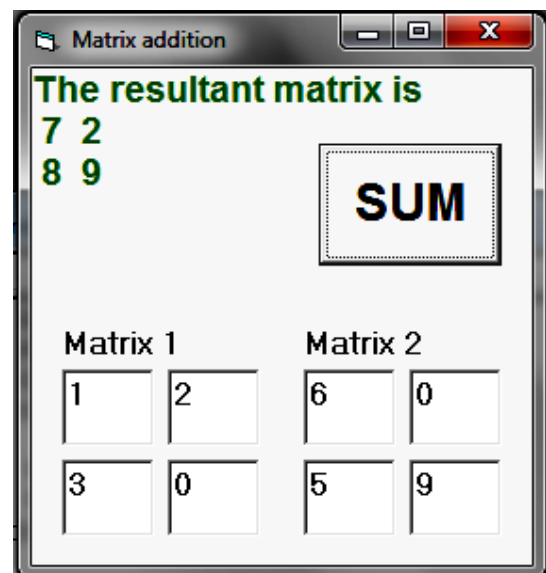 Matrix addition
The resultant matrix is
7 2
8 9
SUM
Matrix 1 Matrix 2
1 2 6 0
3 0 5 9